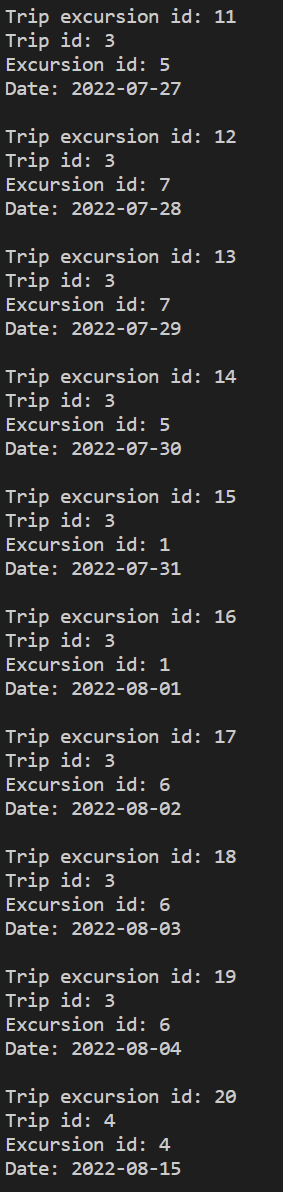 Trip excursion id: 11
Trip id: 3
Excursion id: 5
Date: 2022-07-27
Trip excursion id: 12
Trip id: 3
Excursion id: 7
Date: 2022-07-28
Trip excursion id: 13
Trip id: 3
Excursion id: 7
Date: 2022-07-29
Trip excursion id: 14
Trip id: 3
Excursion id: 5
Date: 2022-07-30
Trip excursion id: 15
Trip id: 3
Excursion id: 1
Date: 2022-07-31
Trip excursion id: 16
Trip id: 3
Excursion id: 1
Date: 2022-08-01
Trip excursion id: 17
Trip id: 3
Excursion id: 6
Date: 2022-08-02
Trip excursion id: 18
Trip id: 3
Excursion id: 6
Date: 2022-08-03
Trip excursion id: 19
Trip id: 3
Excursion id: 6
Date: 2022-08-04
Trip excursion id: 20
Trip id: 4
Excursion id: 4
Date: 2022-08-15